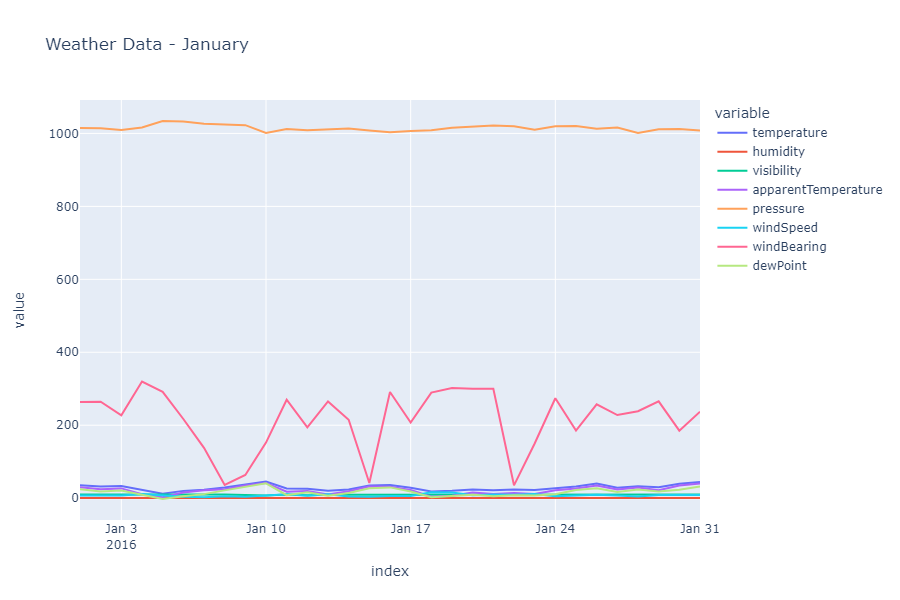 Weather Data - January
variable
temperature
humidity
visibility
apparentTemperature
pressure
windSpeed
windBearing
dewPoint
value
1000
800
600
400
200
0
Jan 3
2016
Jan 10
Jan 17
Jan 24
Jan 31
index